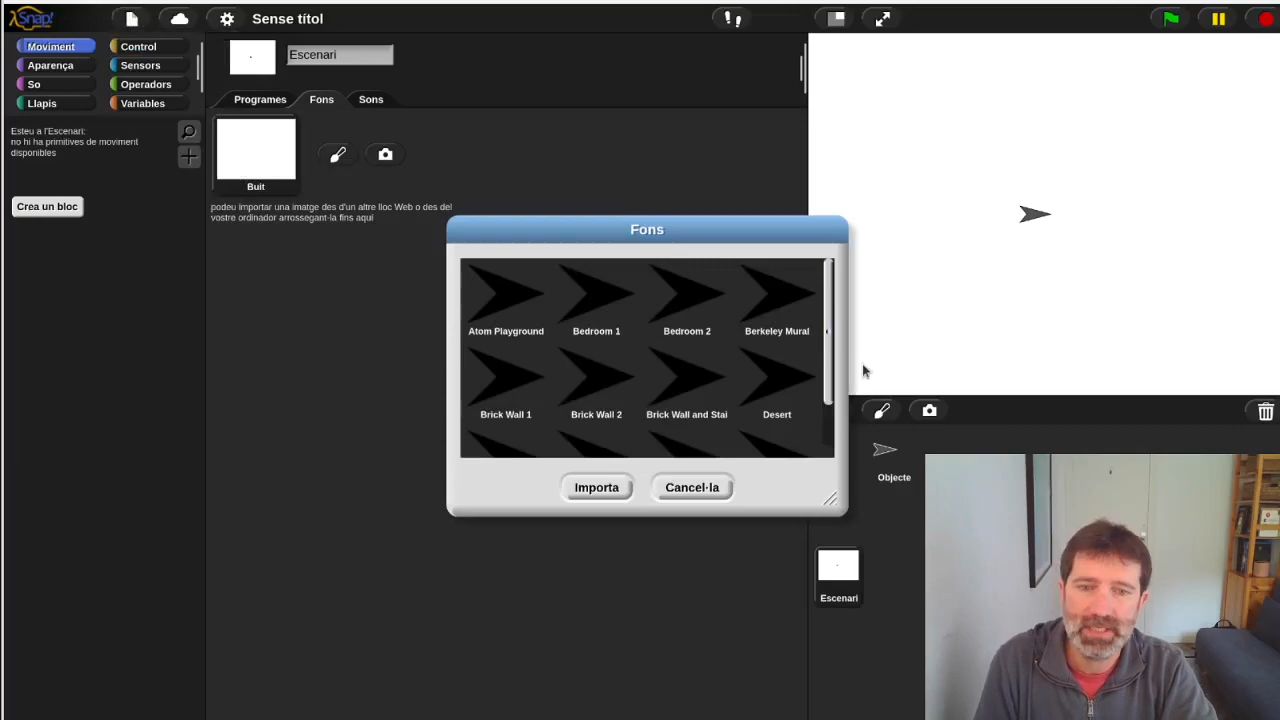 Snap!
Sense títol
Moviment
Control
Aparença
Sensors
So
Operadors
Llapis
Variables
Esteu a l'Escenari:
no hi ha primitives de moviment
disponibles
Crea un bloc
Escenari
Programes
Fons
Sons
Buit
podeu importar una imatge des d'un altre lloc Web o des del
vostre ordinador arrossegant-la fins aquí
Fons
Atom Playground
Bedroom 1
Bedroom 2
Berkeley Mural
Brick Wall 1
Brick Wall 2
Brick Wall and Stai
Desert
Importa
Cancel·la
Objecte
Escenari